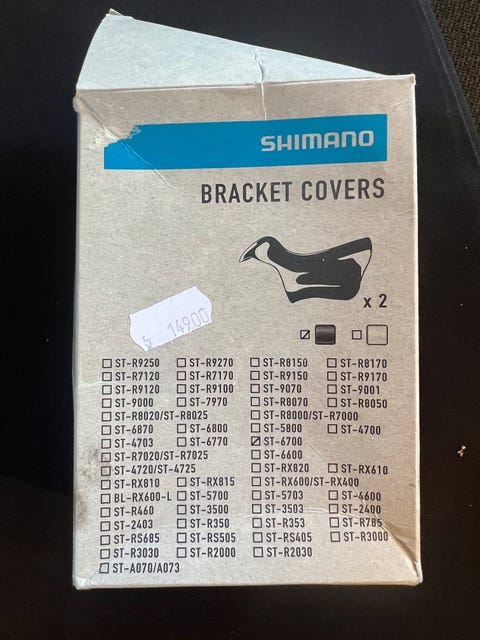 SHIMANO
BRACKET COVERS
x 2
14900
ST-R9250 ST-R9270 ST-R8150 ST-R8170
ST-R7120 ST-R7170 ST-R9150 ST-R9170
ST-R9120 ST-R9100 ST-9070 ST-9001
ST-9000 ST-7970 ST-R8070 ST-R8050
ST-R8020/ST-R8025 ST-R8000/ST-R7000
ST-6870 ST-6800 ST-5800 ST-4700
ST-4703 ST-6770 ST-6700
ST-R7020/ST-R7025 ST-6600
ST-4720/ST-4725 ST-RX820 ST-RX610
ST-RX810 ST-RX815 ST-RX600/ST-RX400
BL-RX600-L ST-5700 ST-5703 ST-4600
ST-R460 ST-3500 ST-3503 ST-2400
ST-2403 ST-R350 ST-R353 ST-R785
ST-RS685 ST-RS505 ST-RS405 ST-R3000
ST-R3030 ST-R2000 ST-R2030
ST-A070/A073